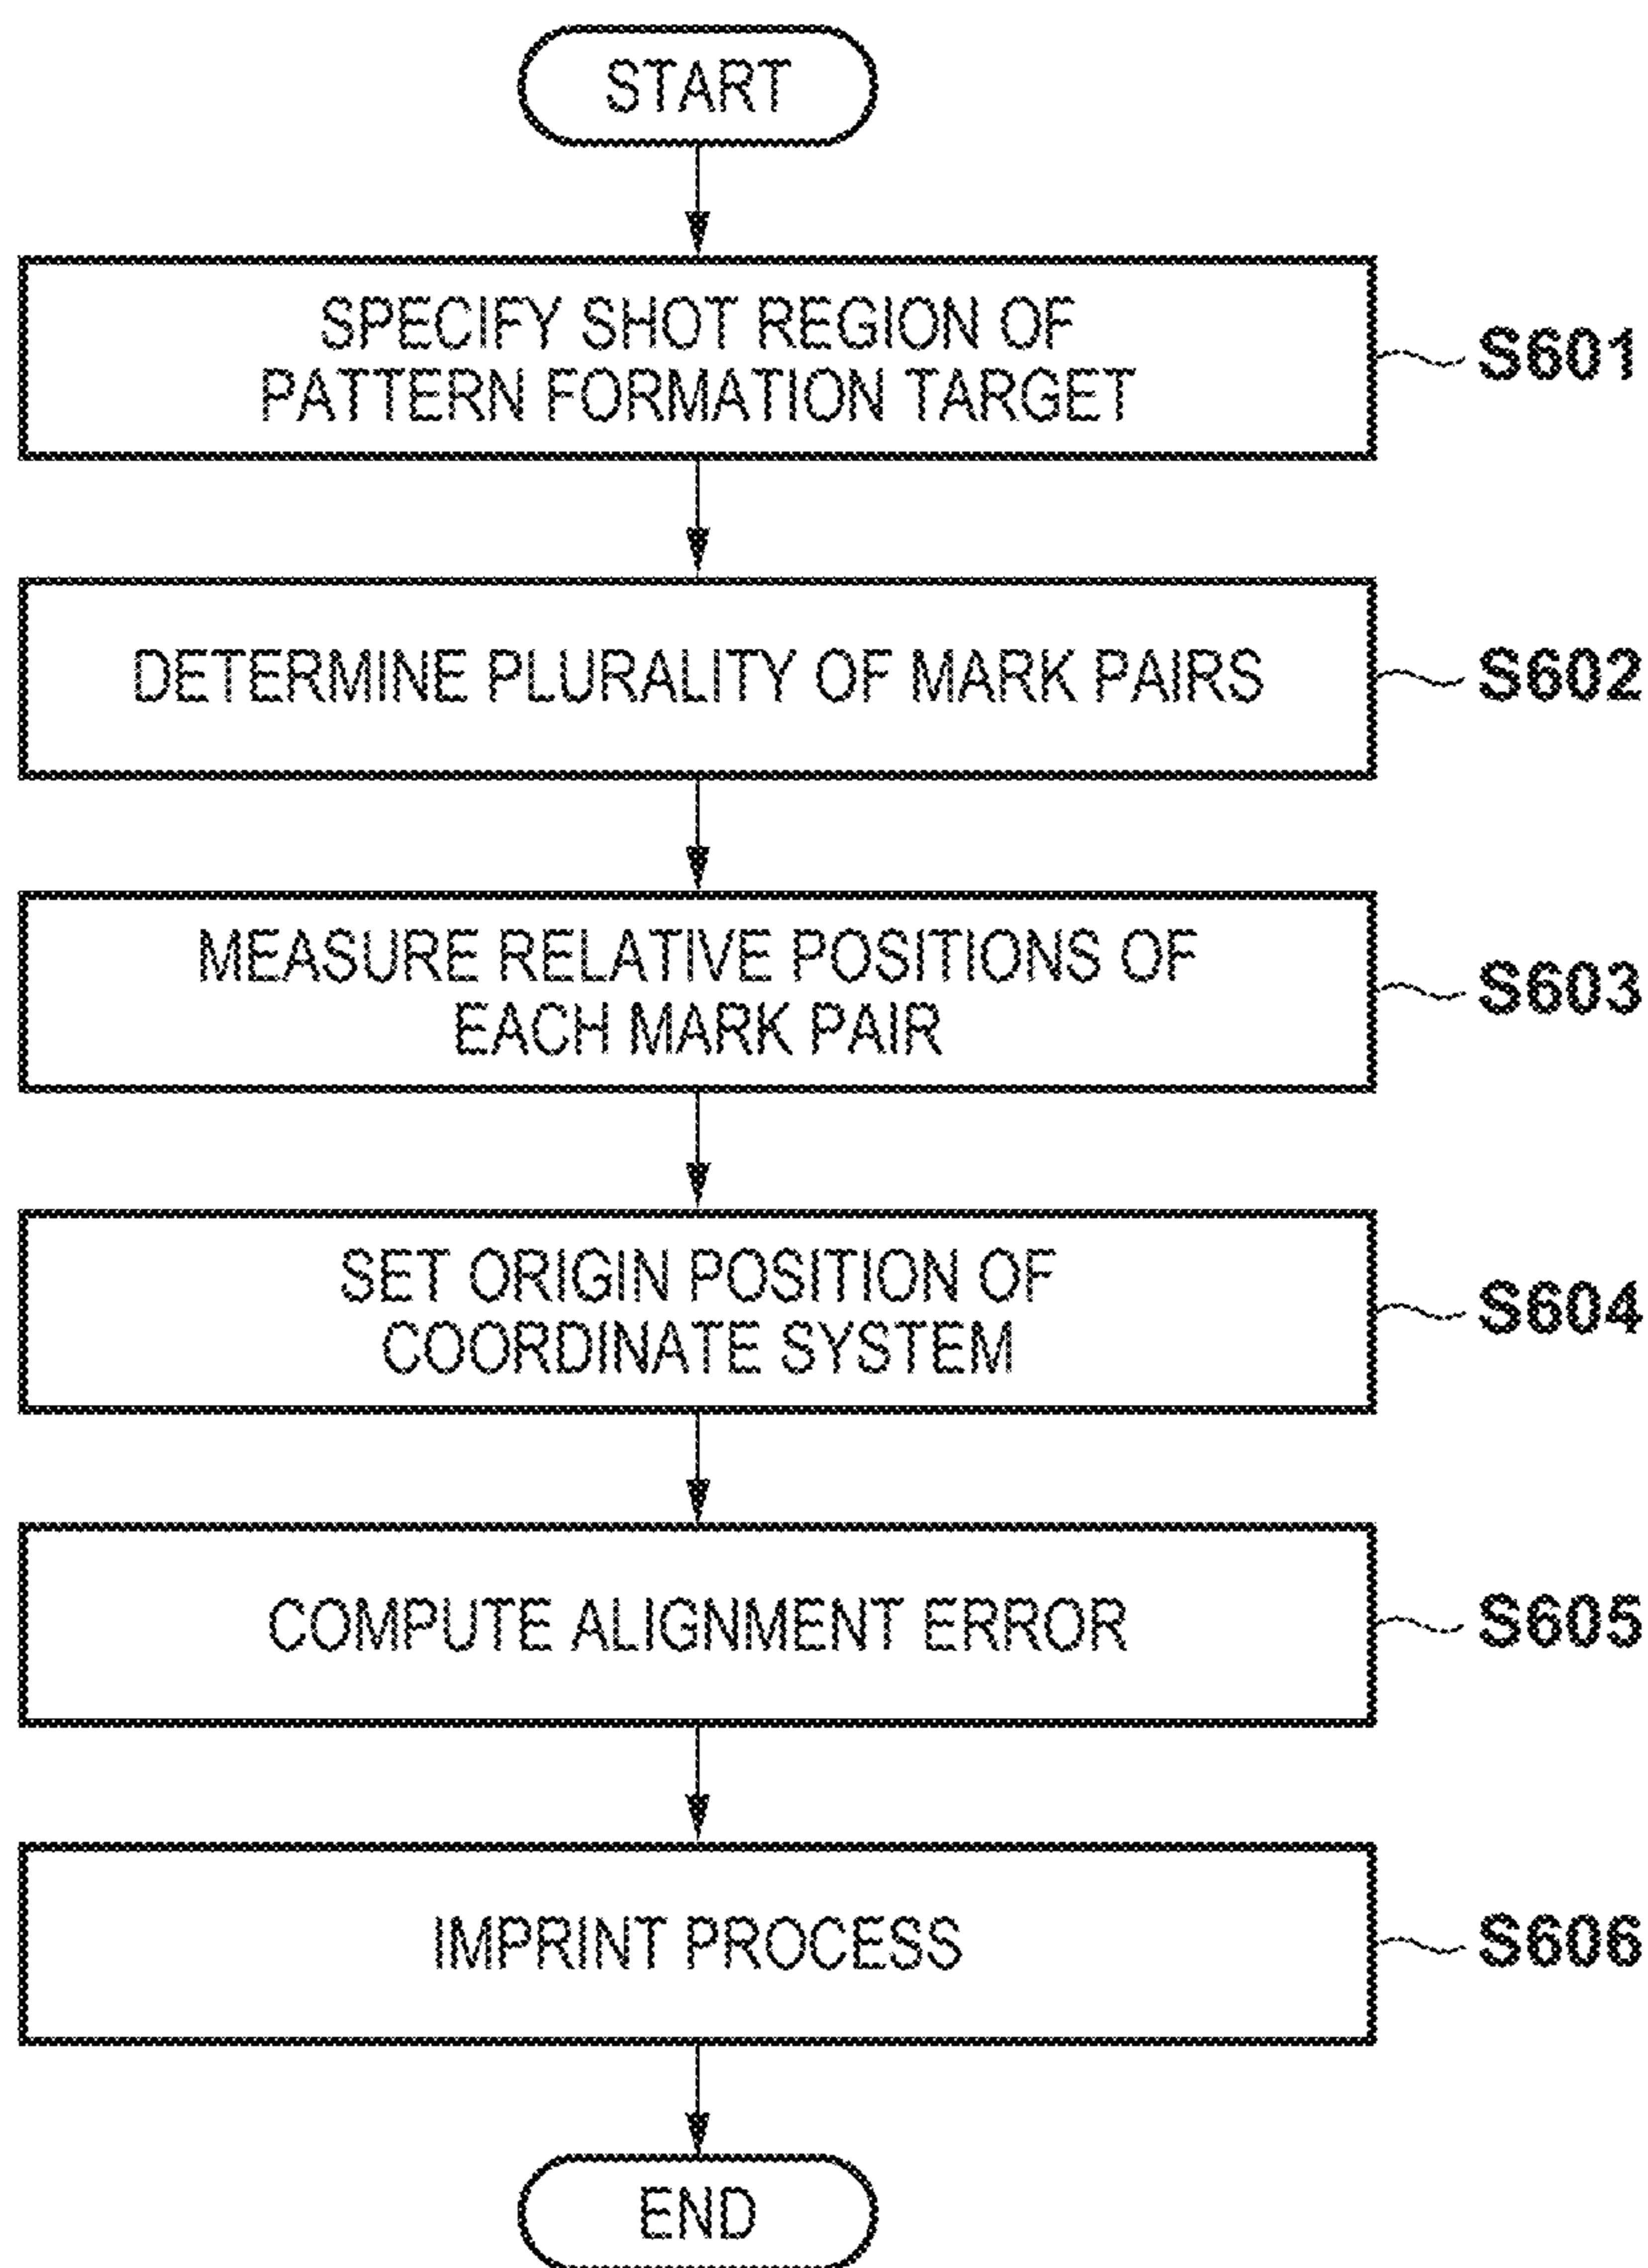 START
SPECIFY SHOT REGION OF
PATTERN FORMATION TARGET
S601
DETERMINE PLURALITY OF MARK PAIRS
S602
MEASURE RELATIVE POSITIONS OF
EACH MARK PAIR
S603
SET ORIGIN POSITION OF
COORDINATE SYSTEM
S604
COMPUTE ALIGNMENT ERROR
S605
IMPRINT PROCESS
S606
END